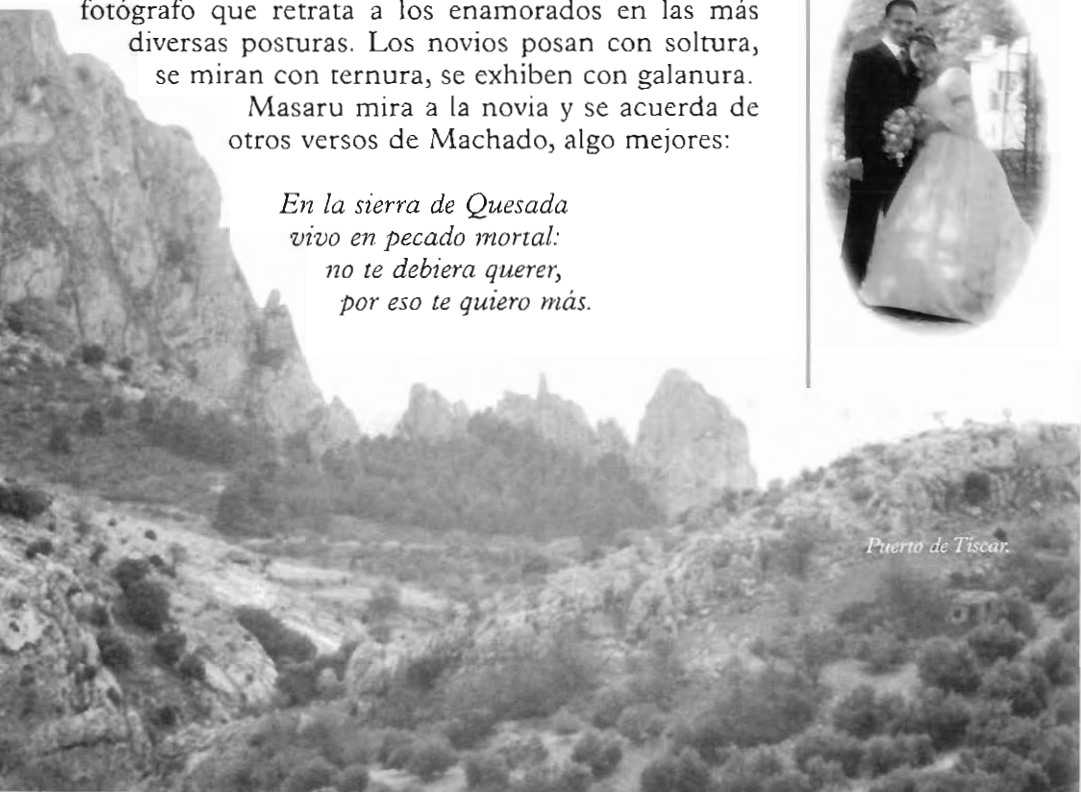 fotógrafo que retrata a los enamorados en las más
diversas posturas. Los novios posan con soltura,
se miran con ternura, se exhiben con galanura.
Masaru mira a la novia y se acuerda de
otros versos de Machado, algo mejores:
En la sierra de Quesada
vivo en pecado mortal:
no te debiera querer,
por eso te quiero más.
Puerto de Tíscar.